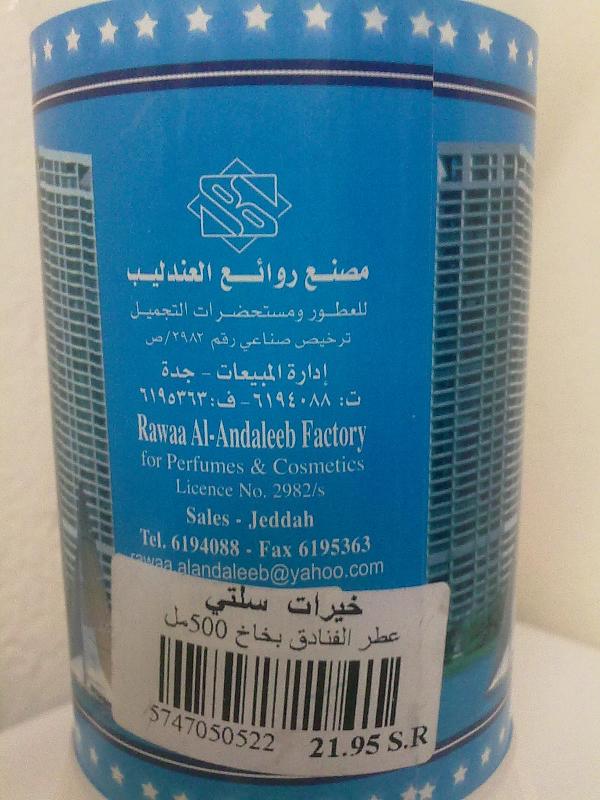 مصنع روائع العندليب
للعطور ومستحضرات التجميل
ترخيص صناعي رقم ٢٩٨٢/ص
إدارة المبيعات - جدة
ت: ٦١٩٤٠٨٨ - ف: ٦١٩٥٣٦٣
Rawaa Al-Andaleeb Factory
for Perfumes & Cosmetics
Licence No. 2982/s
Sales - Jeddah
Tel. 6194088 - Fax 6195363
rawaa.alandaleeb@yahoo.com
خيرات سلتي
عطر الفنادق بخاخ 500مل
5747050522
21.95 S.R